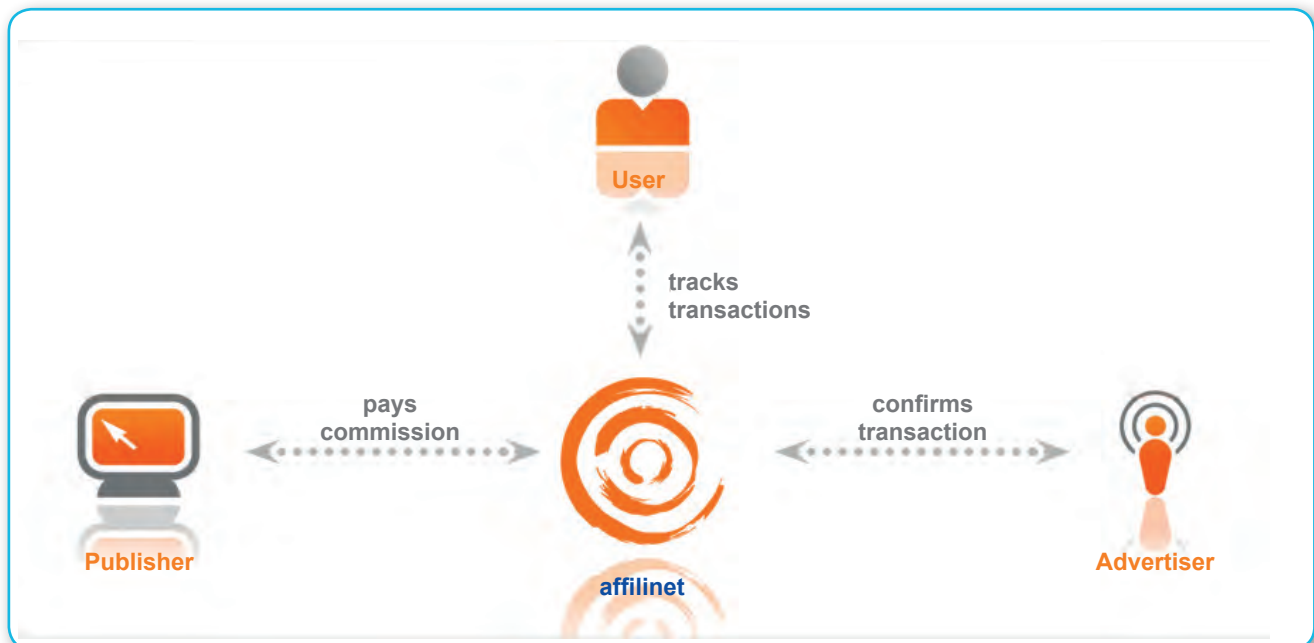 User
tracks
transactions
pays
commission
confirms
transaction
Publisher
affilinet
Advertiser